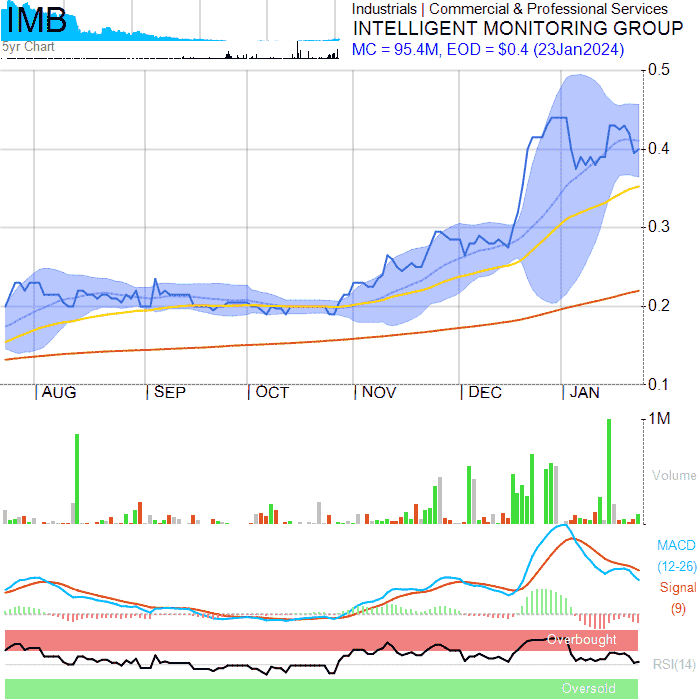 IMB
5yr Chart
Industrials | Commercial & Professional Services
INTELLIGENT MONITORING GROUP
MC = 95.4M, EOD = $0.4 (23Jan2024)
0.5
0.4
0.3
0.2
0.1
AUG SEP OCT NOV DEC JAN
1M
Volume
MACD
(12-26)
Signal
(9)
Overbought
RSI(14)
Oversold